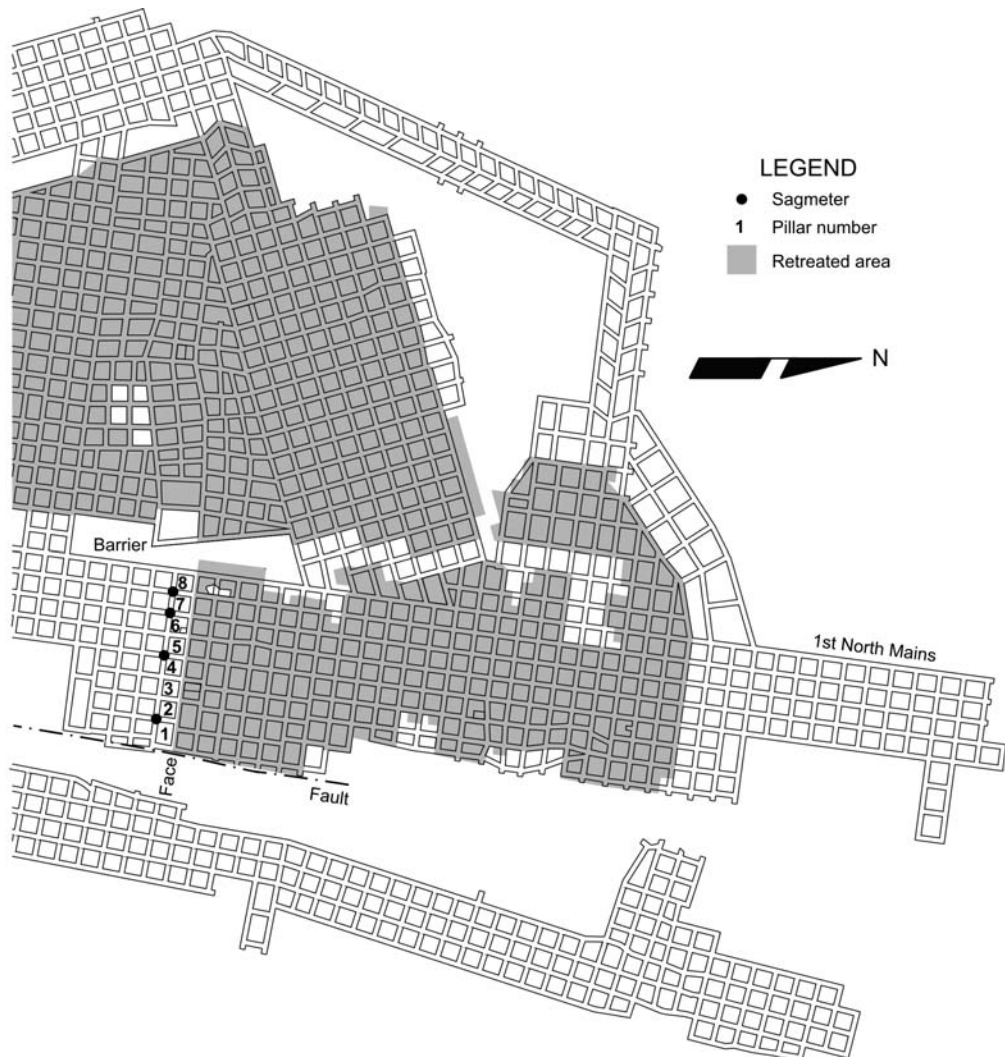 LEGEND
Sagmeter
1 Pillar number
Retreated area
N
Barrier
8
7
6
5
4
3
2
1
1st North Mains
Face
Fault